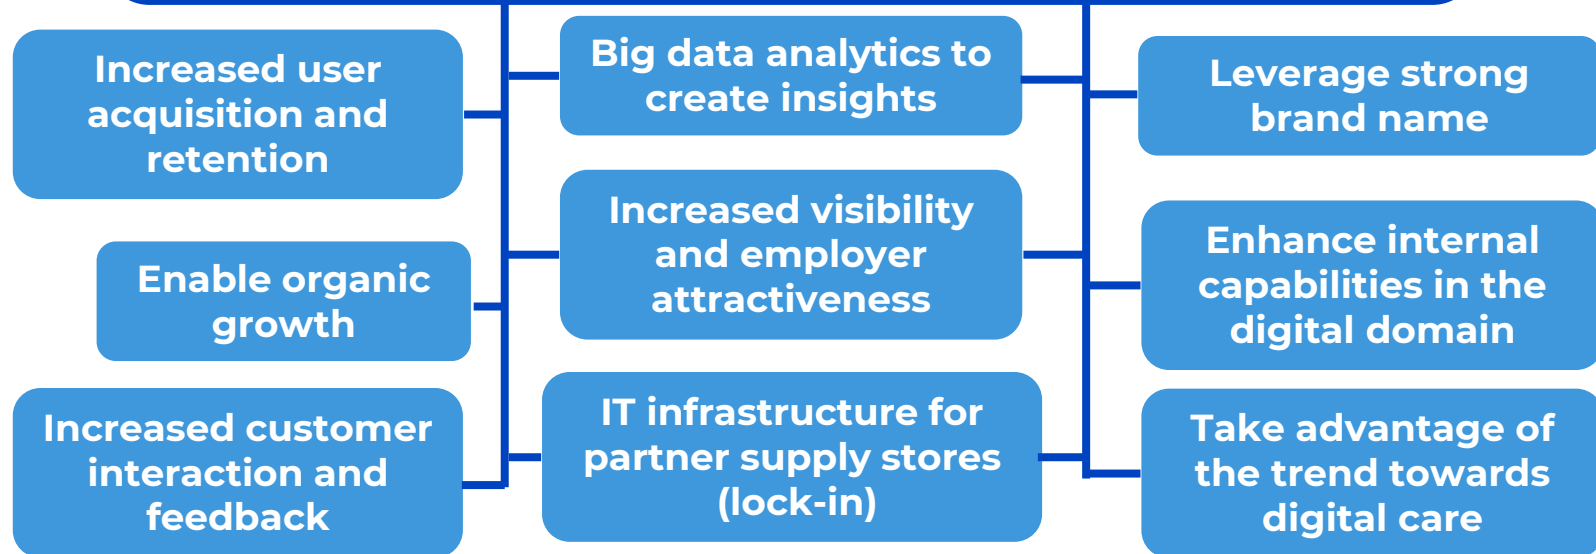 Increased user
acquisition and
retention
Enable organic
growth
Increased customer
interaction and
feedback
Big data analytics to
create insights
Increased visibility
and employer
attractiveness
IT infrastructure for
partner supply stores
(lock-in)
Leverage strong
brand name
Enhance internal
capabilities in the
digital domain
Take advantage of
the trend towards
digital care